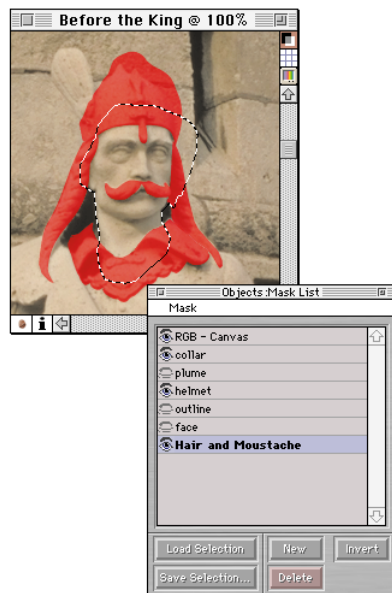 Before the King @ 100%
Objects:Mask List
Mask
RGB - Canvas
collar
plume
helmet
outline
face
Hair and Moustache
Load Selection
New
Invert
Save Selection...
Delete